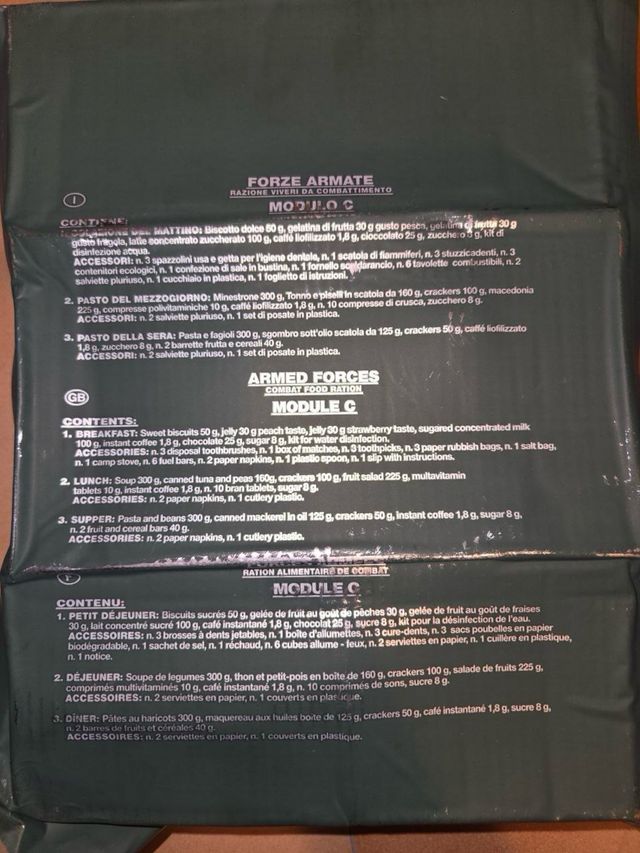 FORZE ARMATE
RAZIONE VIVERI DA COMBATTIMENTO
I
MODULO C
CONTIENE:
COLAZIONE DEL MATTINO: Biscotto dolce 50 g, gelatina di frutta 30 g gusto pesca, gelatina di frutta 30 g
gusto fragola, latte concentrato zuccherato 100 g, caffè liofilizzato 1,8 g, cioccolato 25 g, zucchero g, kit di
disinfezione acqua.
ACCESSORI: n. 3 spazzolini usa e getta per l'igiene dentale, n. 1 scatola di fiammiferi, n. 3 stuzzicadenti, n. 3
contenitori ecologici, n. 1 confezione di sale in bustina, n. 1 fornello scaldarancio, n. 6 tavolette combustibili, n. 2
salviette pluriuso, n. 1 cucchiaio in plastica, n. 1 foglietto di istruzioni.
2. PASTO DEL MEZZOGIORNO: Minestrone 300 g, Tonno e piselli in scatola da 160 g, crackers 100 g, macedonia
225 g, compresse polivitaminiche 10 g, caffè liofilizzato 1,8 g, n. 10 compresse di crusca, zucchero 8 g.
ACCESSORI: n. 2 salviette pluriuso, n. 1 set di posate in plastica.
3. PASTO DELLA SERA: Pasta e fagioli 300 g, sgombro sott'olio scatola da 125 g, crackers 50 g, caffé liofilizzato
1,8 g, zucchero 8 g, n. 2 barrette frutta e cereali 40 g.
ACCESSORI: n. 2 salviette pluriuso, n. 1 set di posate in plastica.
ARMED FORCES
COMBAT FOOD RATION
GB
MODULE C
CONTENTS:
1. BREAKFAST: Sweet biscuits 50 g, jelly 30 g peach taste, jelly 30 g strawberry taste, sugared concentrated milk
100 g, instant coffee 1,8 g, chocolate 25 g, sugar 8 g, kit for water disinfection.
ACCESSORIES: n. 3 disposal toothbrushes, n. 1 box of matches, n. 3 toothpicks, n. 3 paper rubbish bags, n. 1 salt bag,
n. 1 camp stove, n. 6 fuel bars, n. 2 paper napkins, n. 1 plastic spoon, n. 1 slip with instructions.
2. LUNCH: Soup 300 g, canned tuna and peas 160g, crackers 100 g, fruit salad 225 g, multavitamin
tablets 10 g, instant coffee 1,8 g, n. 10 bran tablets, sugar 8 g.
ACCESSORIES: n. 2 paper napkins, n. 1 cutlery plastic.
3. SUPPER: Pasta and beans 300 g, canned mackerel in oil 125 g, crackers 50 g, instant coffee 1,8 g, sugar 8 g,
n. 2 fruit and cereal bars 40 g.
ACCESSORIES: n. 2 paper napkins, n. 1 cutlery plastic.
RATION ALIMENTAIRE DE COMBAT
F
MODULE C
CONTENU:
1. PETIT DÉJEUNER: Biscuits sucrés 50 g, gelée de fruit au goût de pèches 30 g, gelée de fruit au goût de fraises
30 g, lait concentré sucré 100 g, café instantané 1,8 g, chocolat 25 g, sucre 8 g, kit pour la désinfection de l'eau.
ACCESSOIRES: n. 3 brosses à dents jetables, n. 1 boîte d'allumettes, n. 3 cure-dents, n. 3 sacs poubelles en papier
biodégradable, n. 1 sachet de sel, n. 1 réchaud, n. 6 cubes allume - feux, n. 2 serviettes en papier, n. 1 cuillère en plastique,
n. 1 notice.
2. DÉJEUNER: Soupe de legumes 300 g, thon et petit-pois en boite de 160 g, crackers 100 g, salade de fruits 225 g,
comprimés multivitaminés 10 g, café instantané 1,8 g, n. 10 comprimés de sons, sucre 8 g.
ACCESSOIRES: n. 2 serviettes en papier, n. 1 couverts en plastique.
3. DÎNER: Pâtes au haricots 300 g, maquereau aux huiles boite de 125 g, crackers 50 g, café instantané 1,8 g, sucre 8 g,
n. 2 barres de fruits et céréales 40 g.
ACCESSOIRES: n. 2 serviettes en papier, n. 1 couverts en plastique.